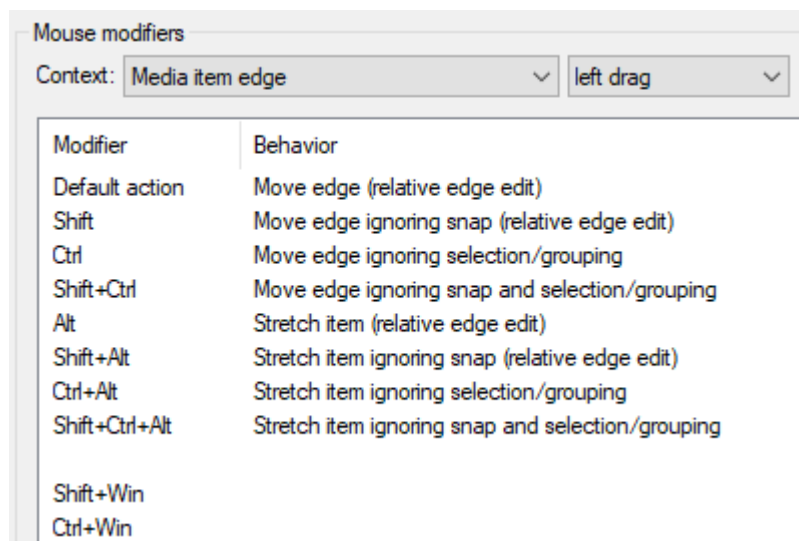 Mouse modifiers
Context: Media item edge left drag
Modifier Behavior
Default action Move edge (relative edge edit)
Shift Move edge ignoring snap (relative edge edit)
Ctrl Move edge ignoring selection/grouping
Shift+Ctrl Move edge ignoring snap and selection/grouping
Alt Stretch item (relative edge edit)
Shift+Alt Stretch item ignoring snap (relative edge edit)
Ctrl+Alt Stretch item ignoring selection/grouping
Shift+Ctrl+Alt Stretch item ignoring snap and selection/grouping
Shift+Win
Ctrl+Win